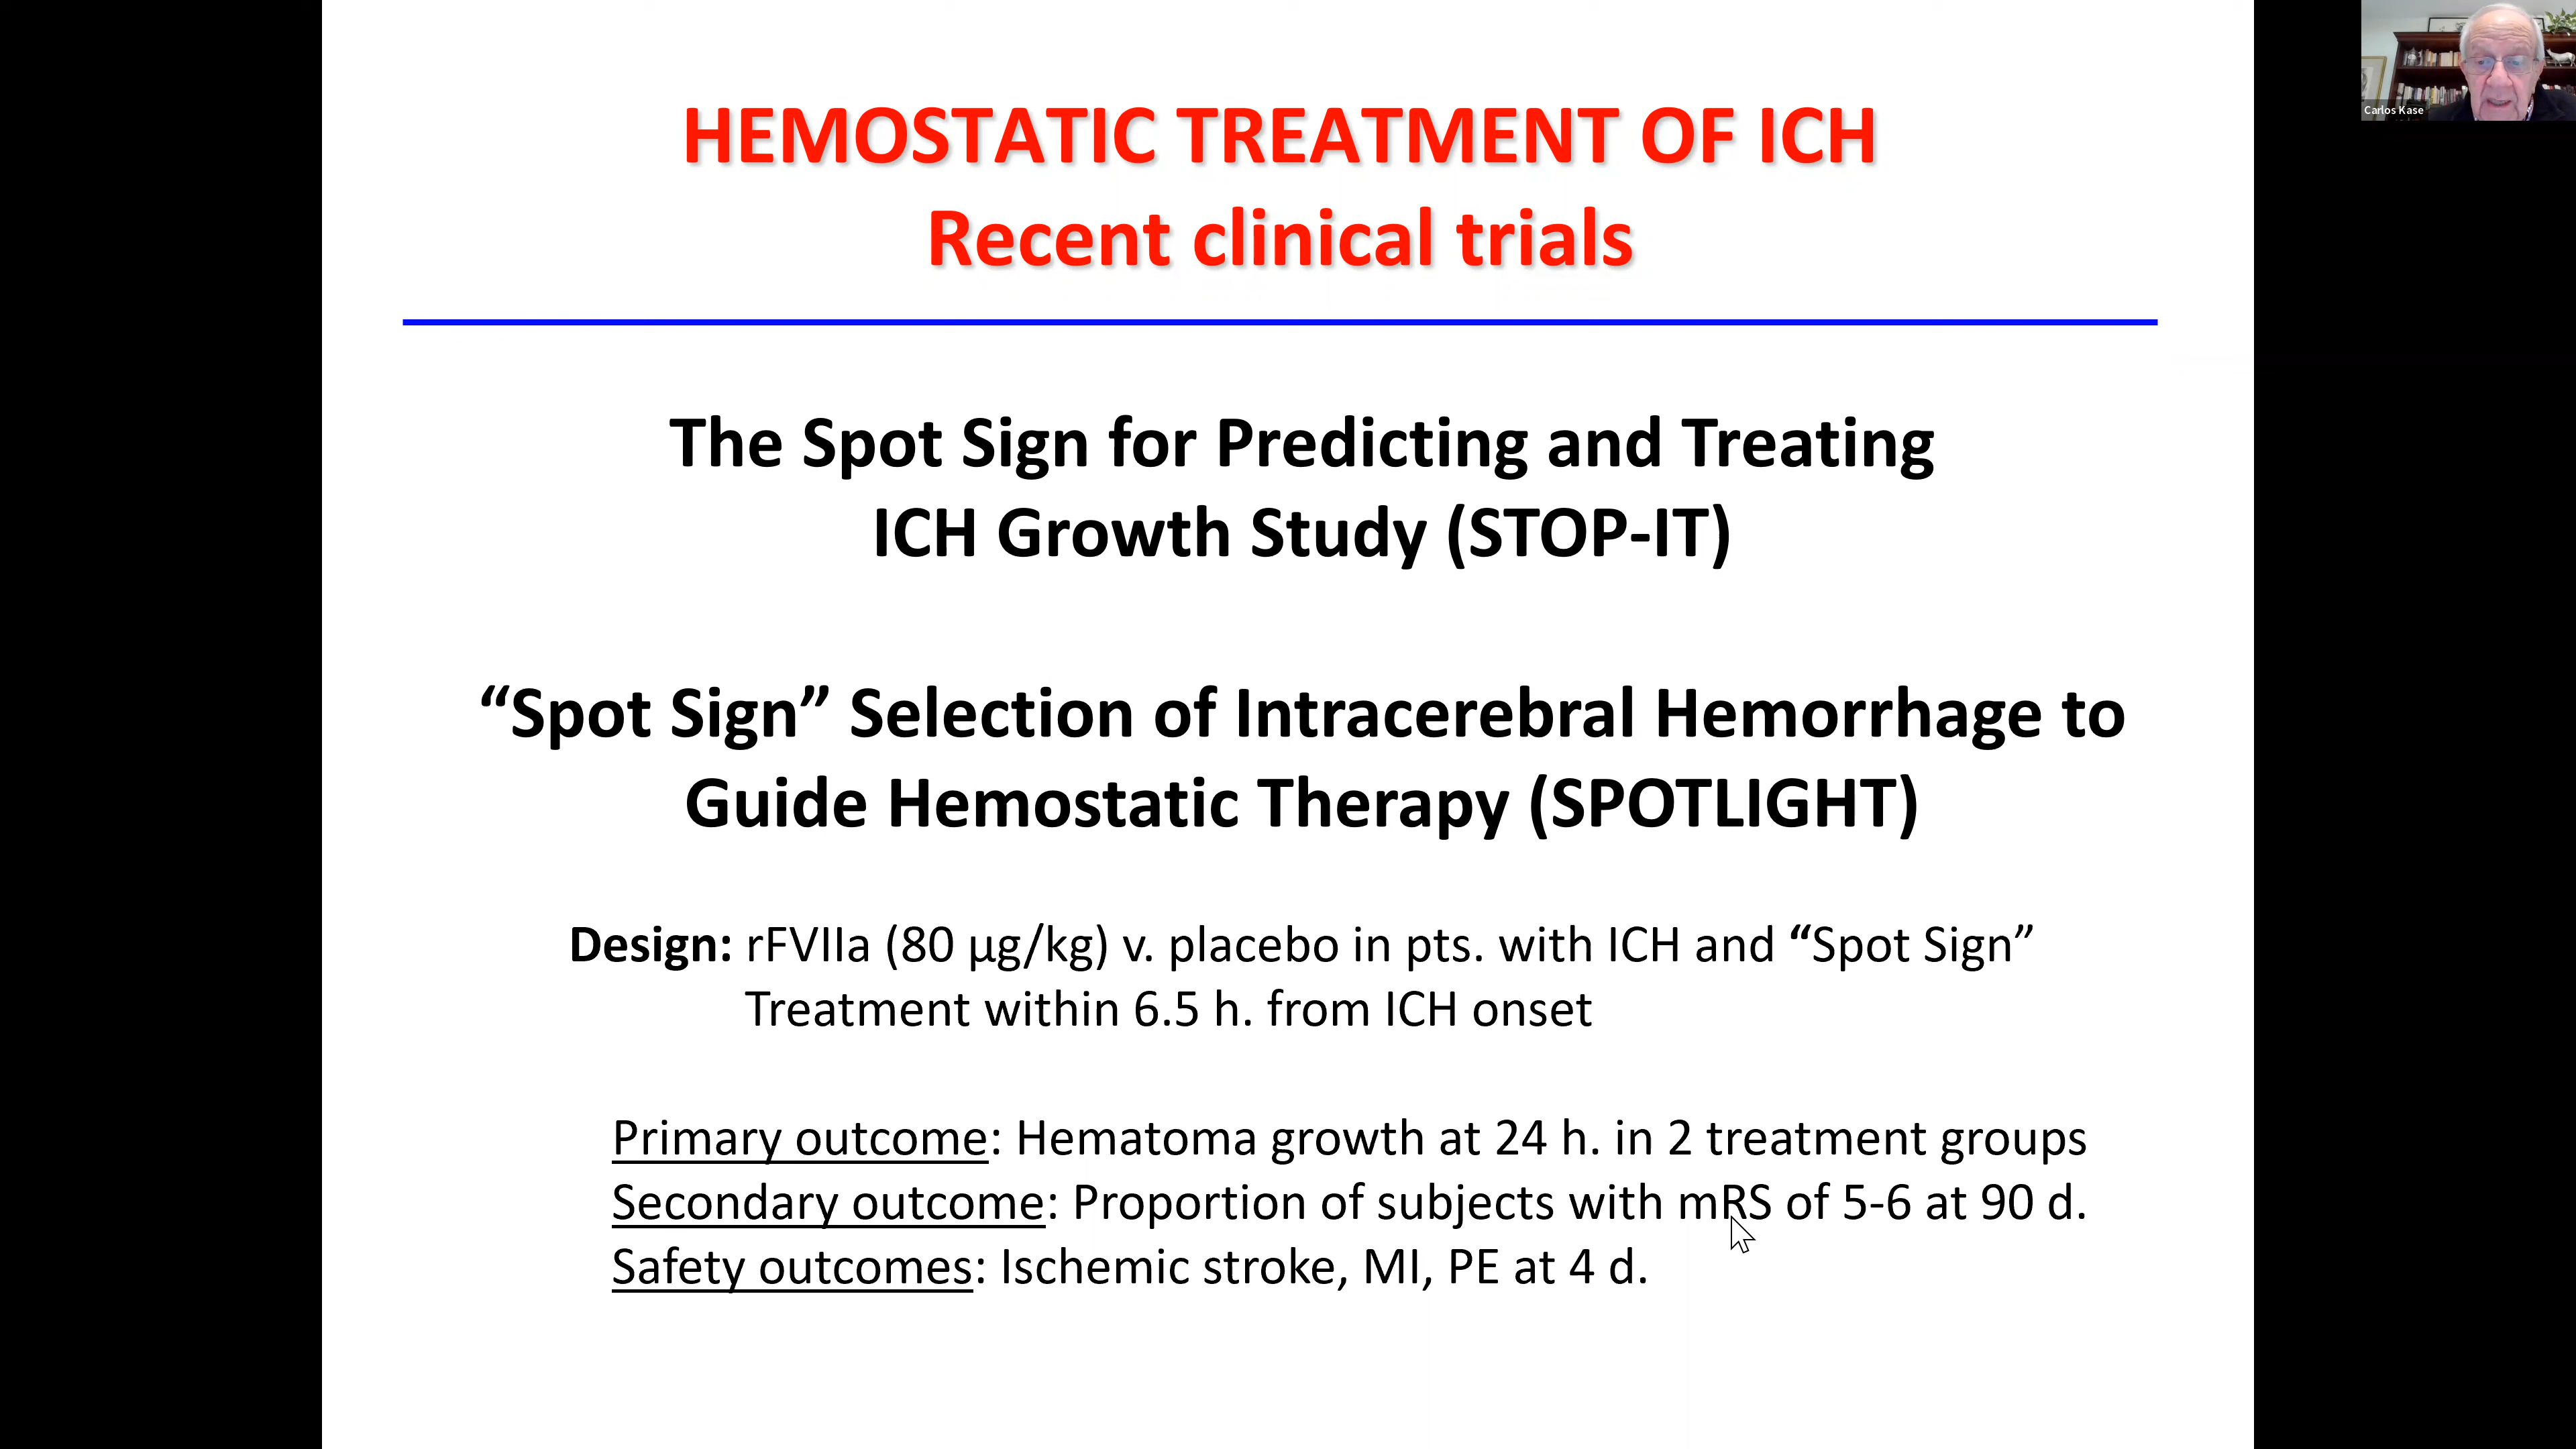 HEMOSTATIC TREATMENT OF ICH
Recent clinical trials
Carlos Kase
The Spot Sign for Predicting and Treating
ICH Growth Study (STOP-IT)
“Spot Sign” Selection of Intracerebral Hemorrhage to
Guide Hemostatic Therapy (SPOTLIGHT)
Design: rFVIIa (80 µg/kg) v. placebo in pts. with ICH and “Spot Sign”
Treatment within 6.5 h. from ICH onset
Primary outcome: Hematoma growth at 24 h. in 2 treatment groups
Secondary outcome: Proportion of subjects with mRS of 5-6 at 90 d.
Safety outcomes: Ischemic stroke, MI, PE at 4 d.